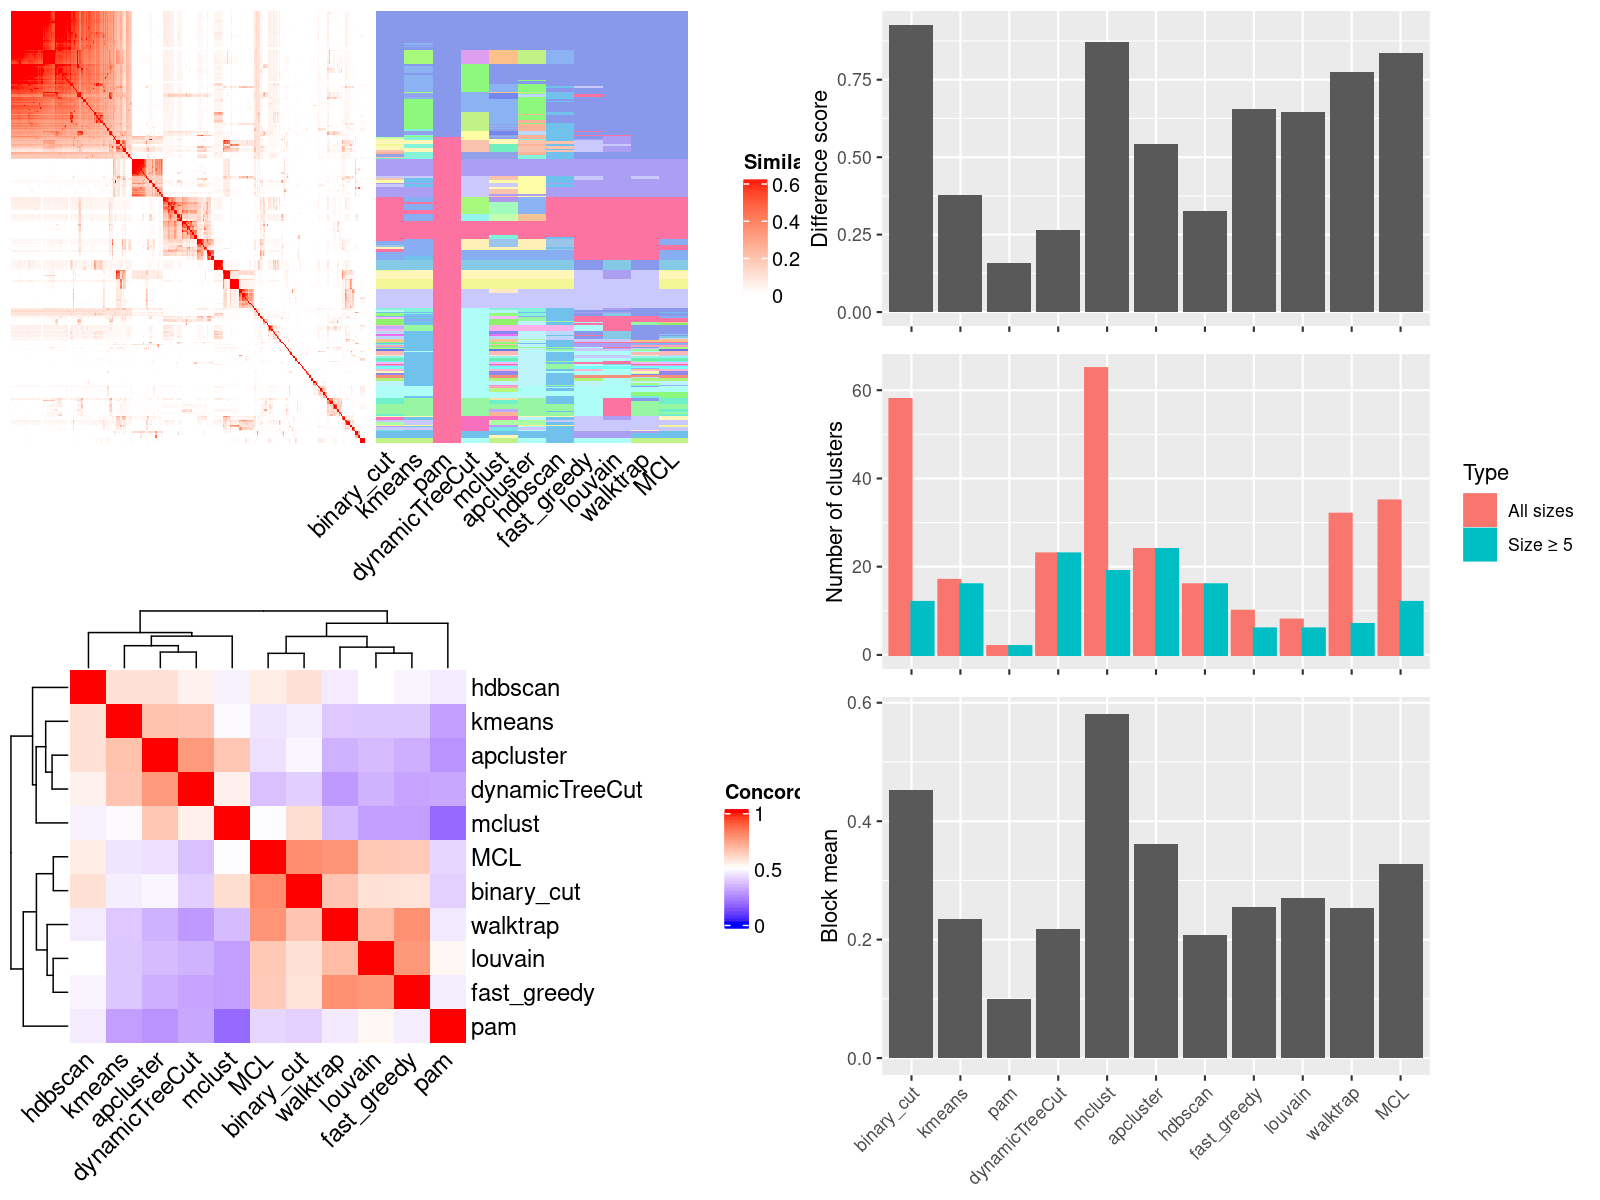 Simila
0.6
0.4
0.2
0
binary_cut
kmeans
pam
dynamicTreeCut
mclust
apcluster
hdbscan
fast_greedy
louvain
walktrap
MCL
hdbscan
kmeans
apcluster
dynamicTreeCut
mclust
MCL
binary_cut
walktrap
louvain
fast_greedy
pam
hdbscan
kmeans
apcluster
dynamicTreeCut
mclust
MCL
binary_cut
walktrap
louvain
fast_greedy
pam
Concord
1
0.5
0
Difference score
0.75
0.50
0.25
0.00
Number of clusters
60
40
20
0
Type
All sizes
Size ≥ 5
Block mean
0.6
0.4
0.2
0.0
binary_cut
kmeans
pam
dynamicTreeCut
mclust
apcluster
hdbscan
fast_greedy
louvain
walktrap
MCL